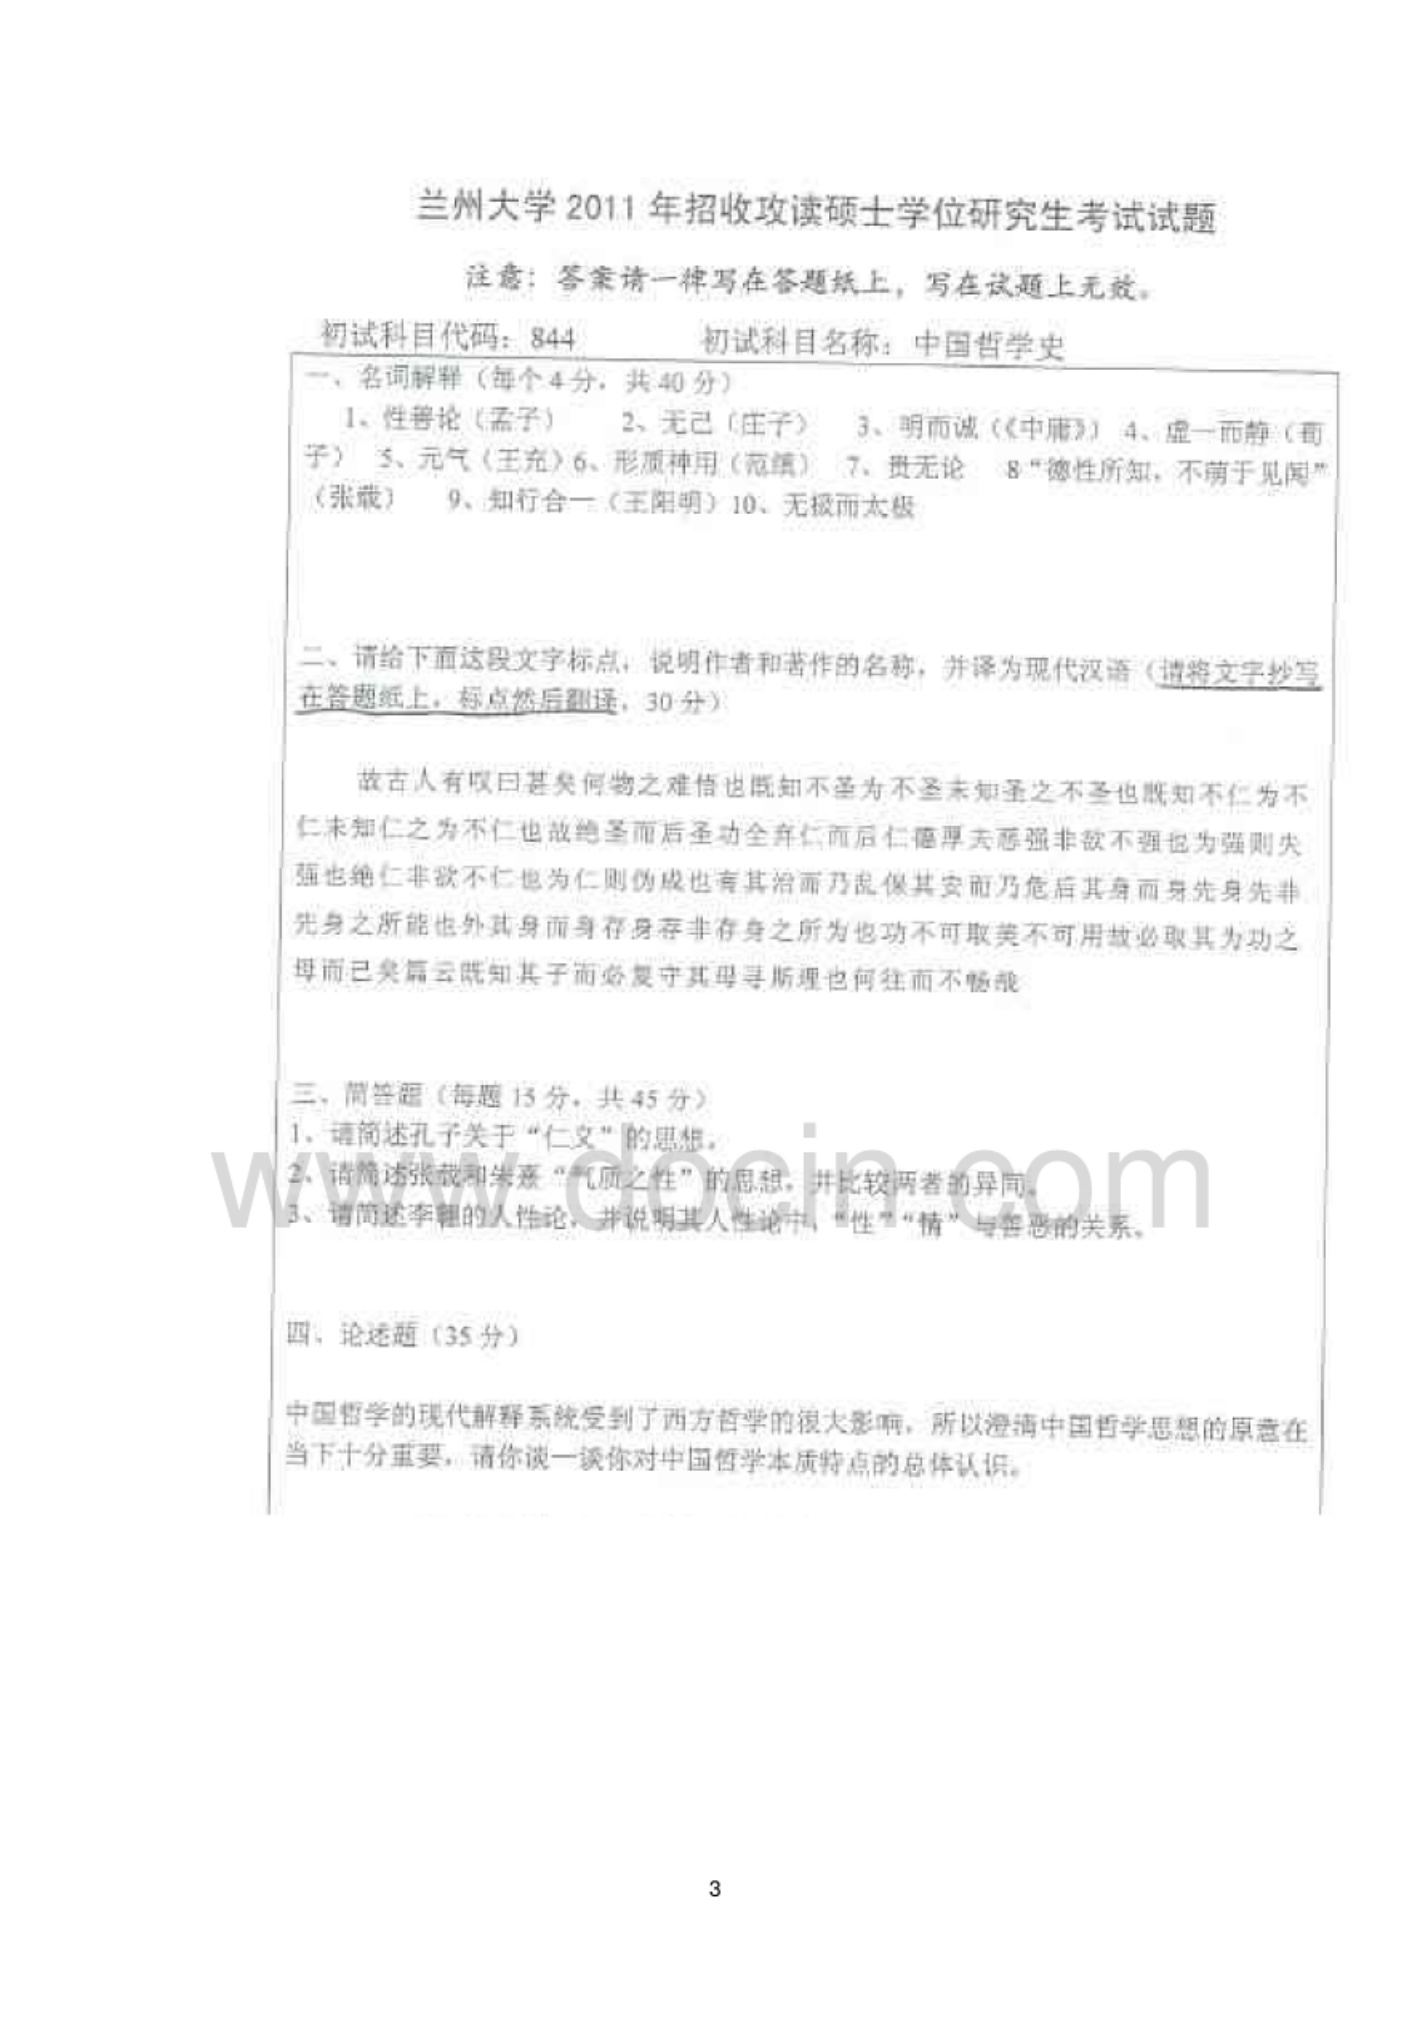 兰州大学 2011 年招收攻读硕士学位研究生考试试题
注意：答案请一律写在答题纸上，写在试题上无效。
初试科目代码：844 初试科目名称：中国哲学史
一、名词解释（每个 4 分，共 40 分）
1、性善论（孟子） 2、无己（庄子） 3、明而诚（《中庸》） 4、虚一而静（荀
子） 5、元气（王充）6、形质神用（范缜） 7、贵无论 8“德性所知，不萌于见闻”
（张载） 9、知行合一（王阳明）10、无极而太极
二、请给下面这段文字标点，说明作者和著作的名称，并译为现代汉语（请将文字抄写
在答题纸上，标点然后翻译，30 分）
故古人有叹曰甚矣何物之难悟也既知不圣为不圣未知圣之不圣也既知不仁为不
仁未知仁之为不仁也故绝圣而后圣功全弃仁而后仁德厚夫恶强非欲不强也为强则失
强也绝仁非欲不仁也为仁则伪成也有其治而乃乱保其安而乃危后其身而身先身先非
先身之所能也外其身而身存身存非存身之所为也功不可取美不可用故必取其为功之
母而已矣篇云既知其子而必复守其母寻斯理也何往而不畅哉
三、简答题（每题 15 分，共 45 分）
1、请简述孔子关于“仁义”的思想。
2、请简述张载和朱熹“气质之性”的思想，并比较两者的异同。
3、请简述李翱的人性论，并说明其人性论中，“性”“情”与善恶的关系。
www.docin.com
四、论述题（35 分）
中国哲学的现代解释系统受到了西方哲学的很大影响，所以澄清中国哲学思想的原意在
当下十分重要，请你谈一谈你对中国哲学本质特点的总体认识。
3